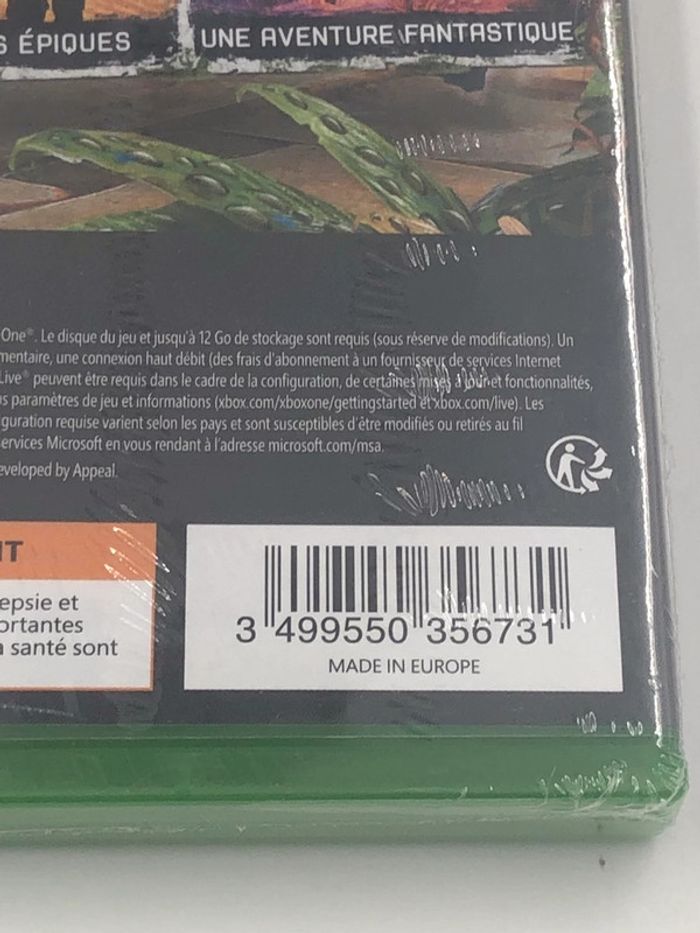 S ÉPIQUES
UNE AVENTURE FANTASTIQUE
One®. Le disque du jeu et jusqu'à 12 Go de stockage sont requis (sous réserve de modifications). Un
mentaire, une connexion haut débit (des frais d'abonnement à un fournisseur de services Internet
Live® peuvent être requis dans le cadre de la configuration, de certaines mises à jour et fonctionnalités,
s paramètres de jeu et informations (xbox.com/xboxone/gettingstarted et xbox.com/live). Les
guration requise varient selon les pays et sont susceptibles d'être modifiés ou retirés au fil
ervices Microsoft en vous rendant à l'adresse microsoft.com/msa.
eveloped by Appeal.
IT
epsie et
ortantes
a santé sont
3 499550 356731
MADE IN EUROPE